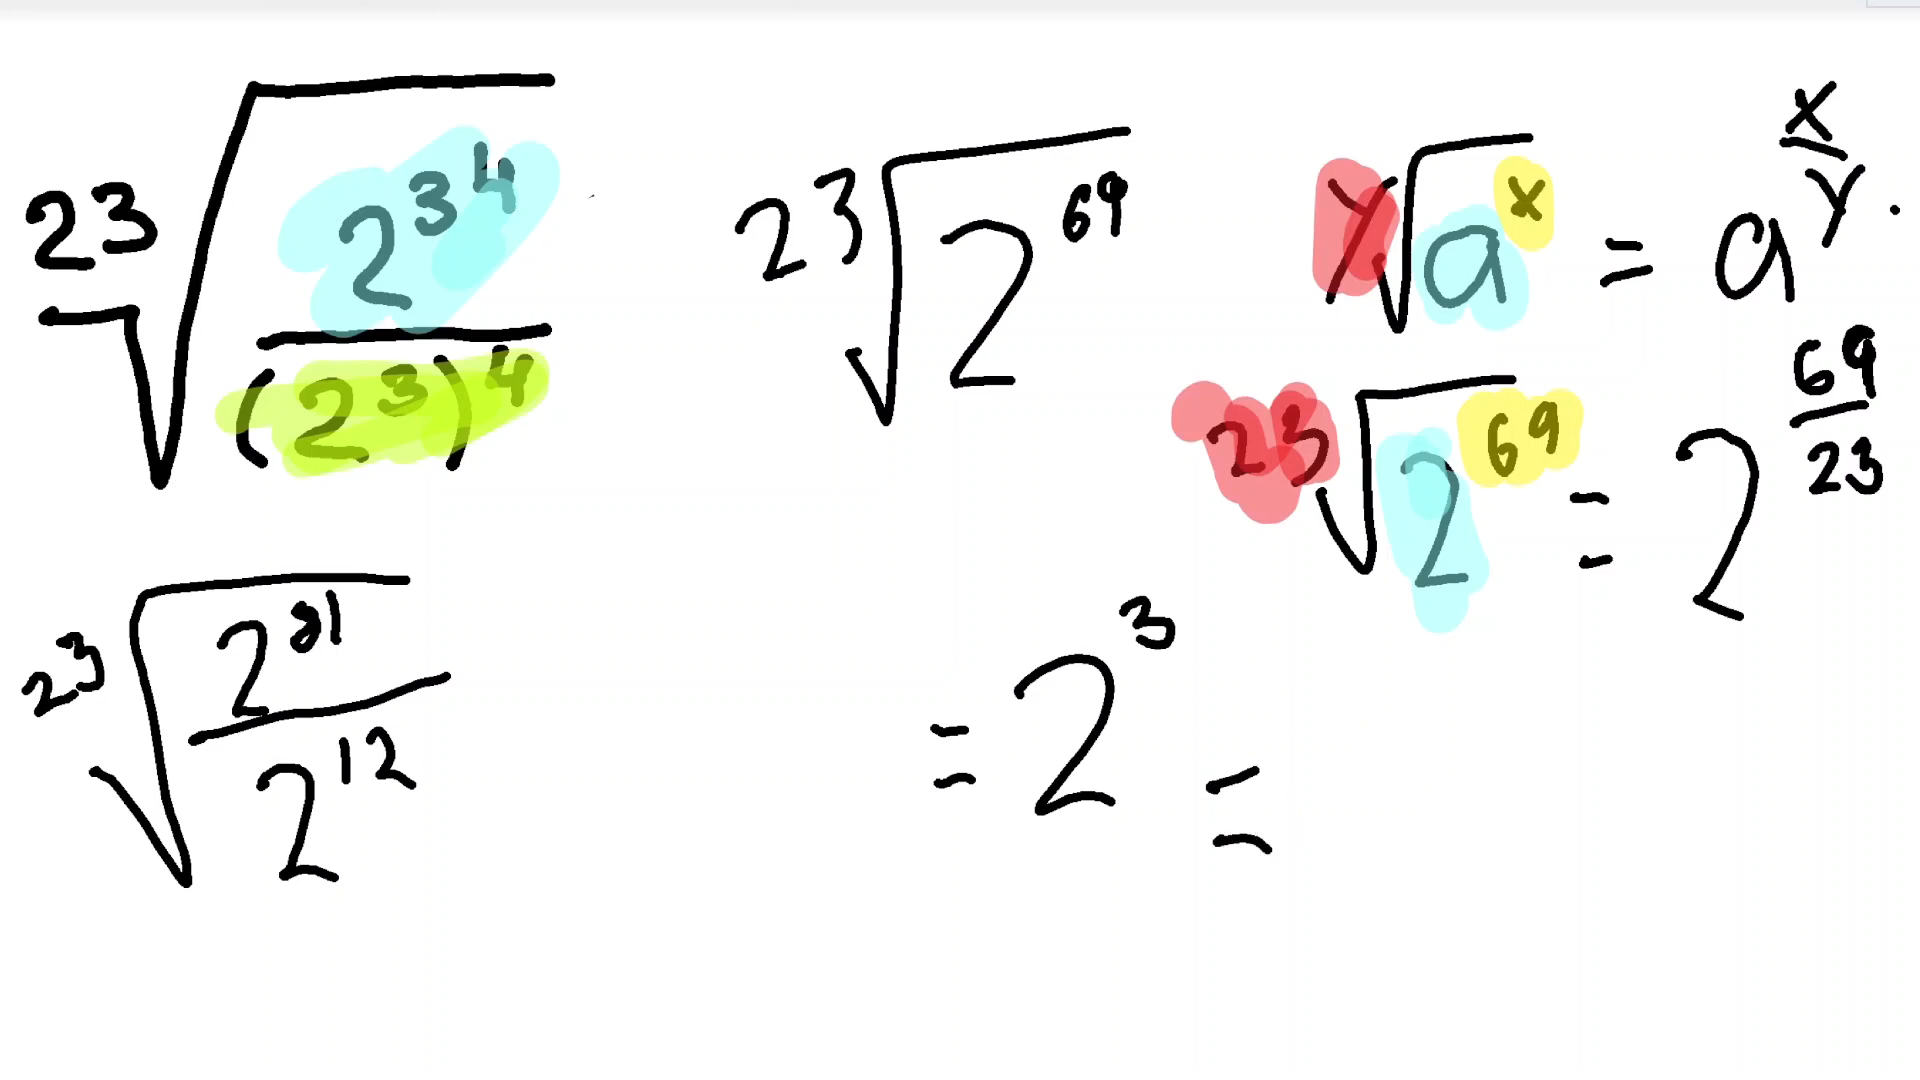 ²³√(2^3^4 / (2^3)^4)
²³√(2^81 / 2^12)
²³√(2^69)
ʸ√(a^x) = a^(x/y).
²³√(2^69) = 2^(69/23)
= 2^3 =